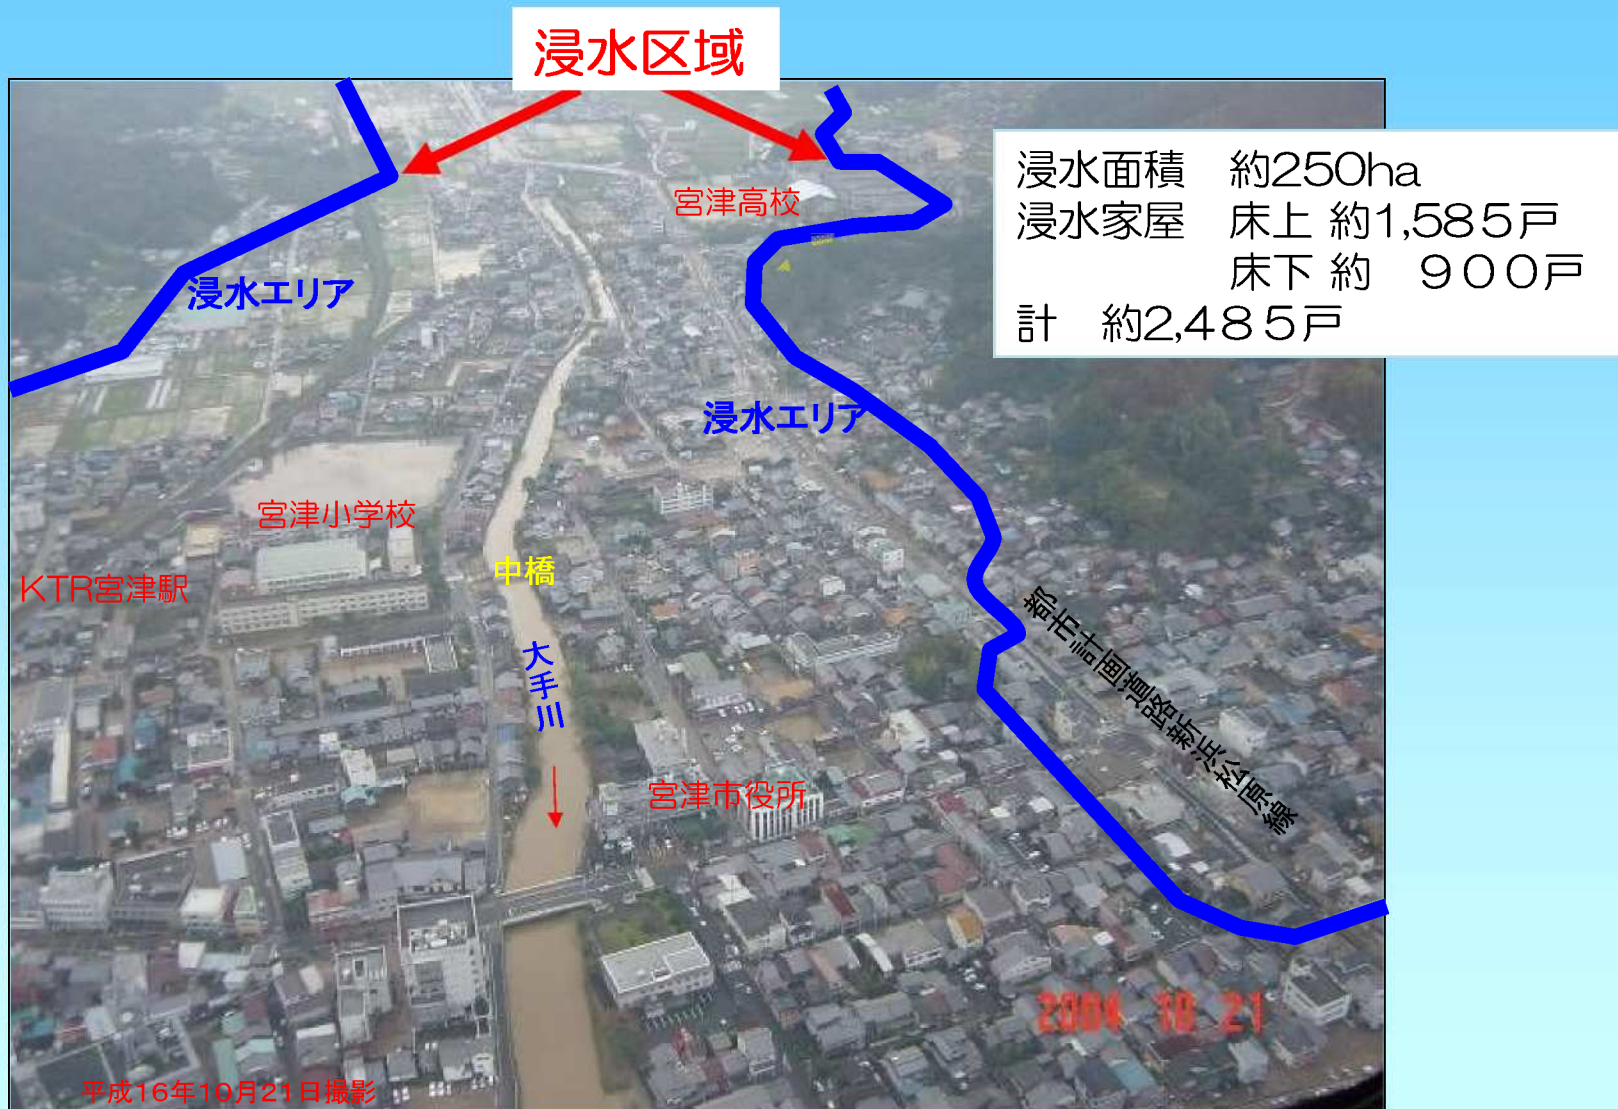 浸水区域
浸水面積　約250ha
浸水家屋　床上 約1,585戸
床下 約　900戸
計　約2,485戸
宮津高校
浸水エリア
浸水エリア
宮津小学校
中橋
KTR宮津駅
大手川
都市計画道路新浜松原線
宮津市役所
2004 10 21
平成16年10月21日撮影